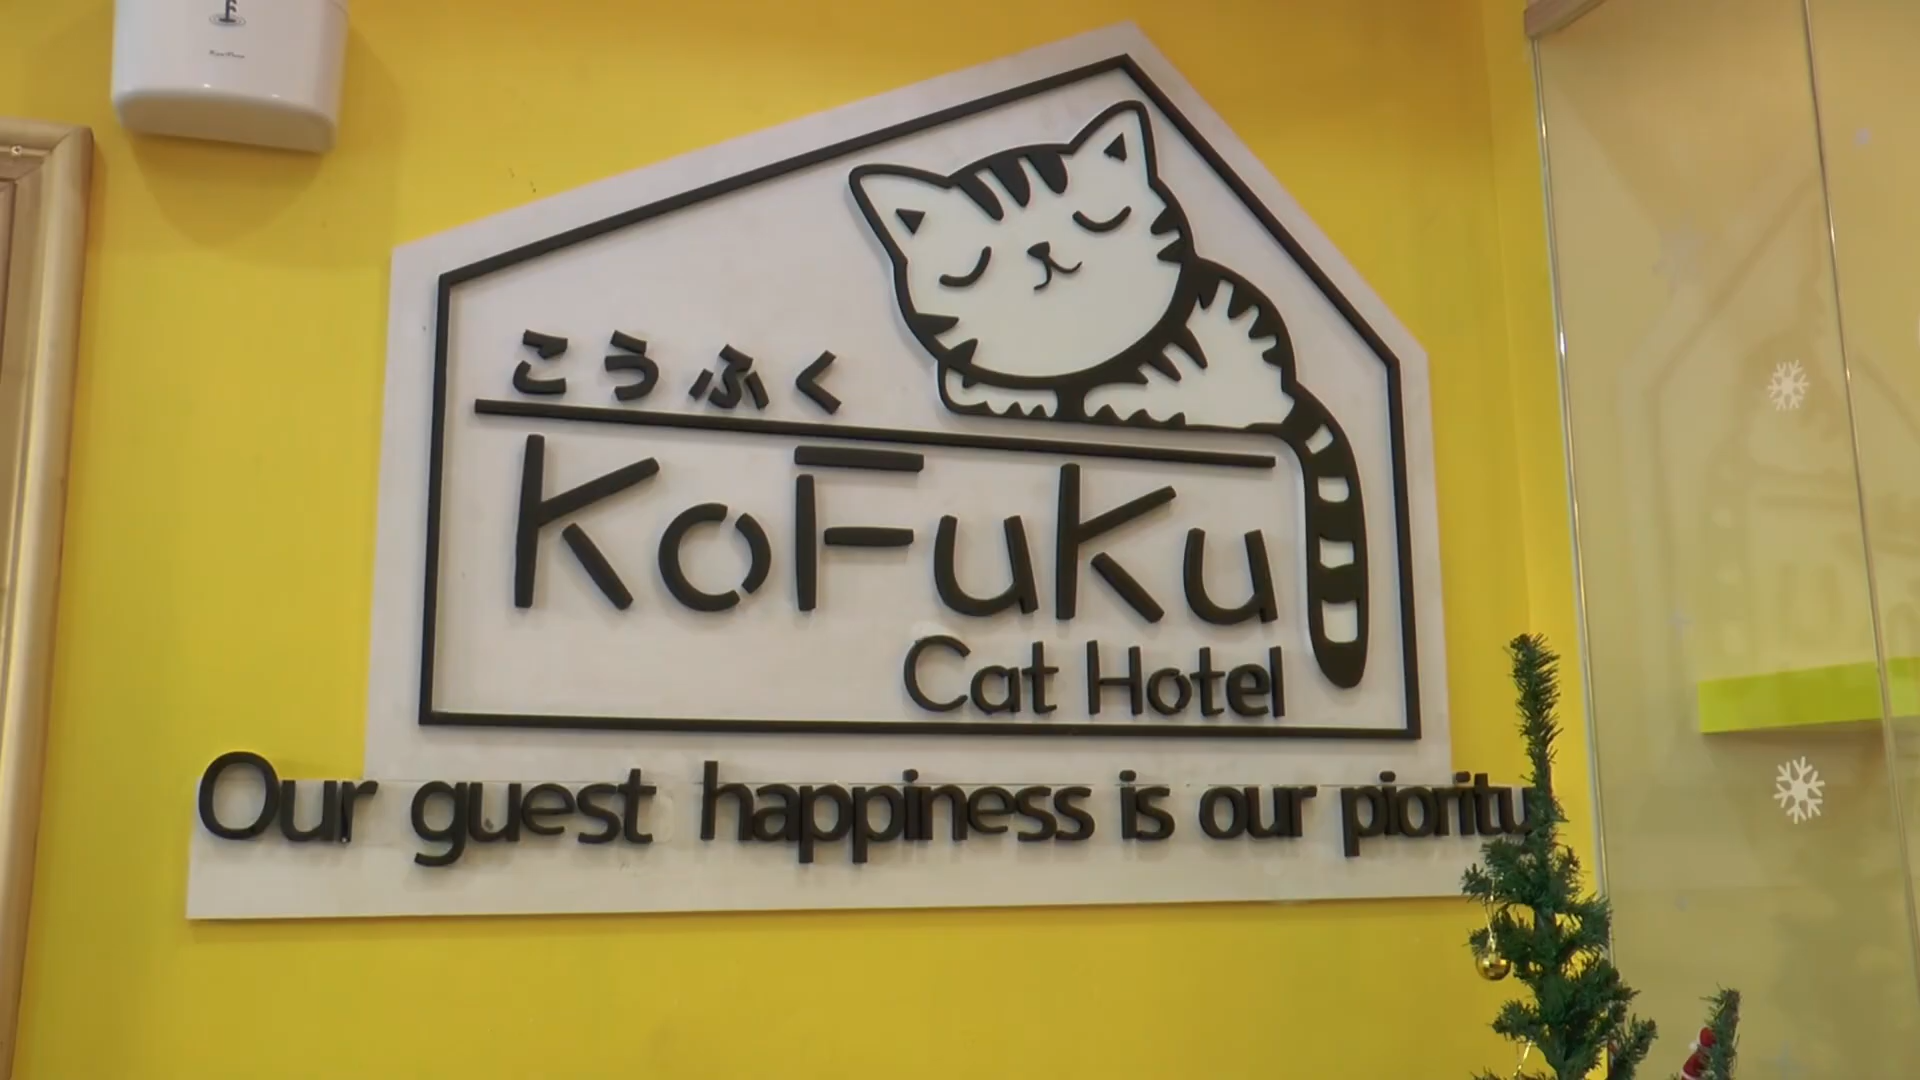 こうふく
KoFuKu
Cat Hotel
Our guest happiness is our piority